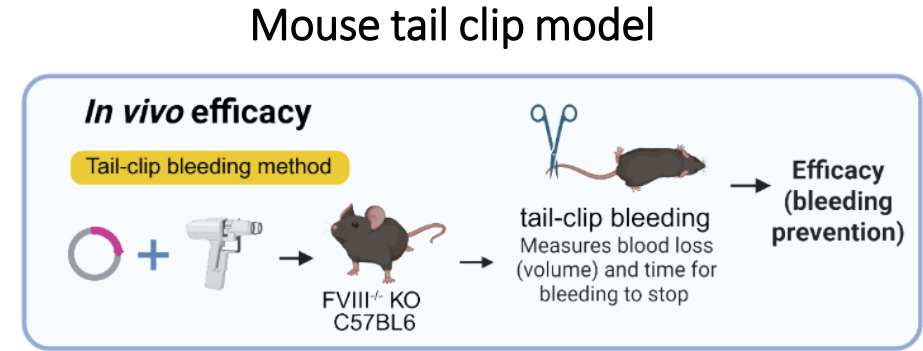 Mouse tail clip model
In vivo efficacy
Tail-clip bleeding method
FVIII-/- KO
C57BL6
tail-clip bleeding
Measures blood loss
(volume) and time for
bleeding to stop
Efficacy
(bleeding
prevention)